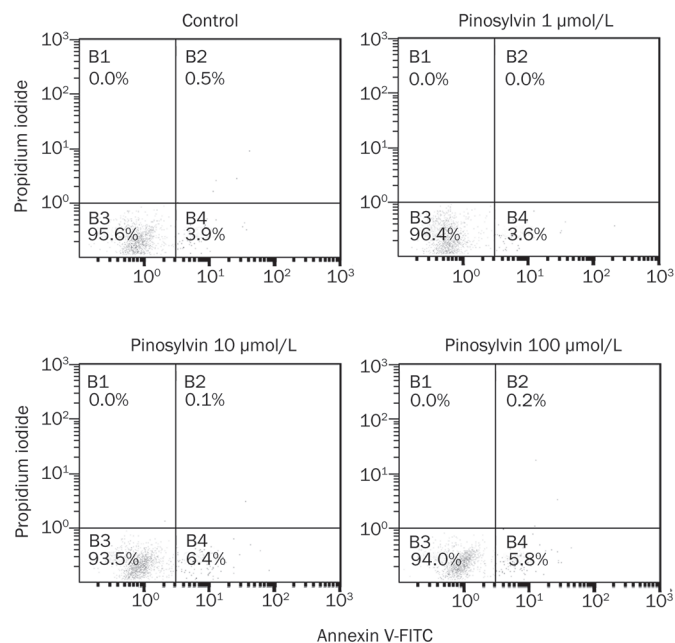 Control
Pinosylvin 1 μmol/L
Propidium iodide
10³
10²
10¹
10⁰
B1
0.0%
B2
0.5%
B3
95.6%
B4
3.9%
10⁰
10¹
10²
10³
10³
10²
10¹
10⁰
B1
0.0%
B2
0.0%
B3
96.4%
B4
3.6%
10⁰
10¹
10²
10³
Pinosylvin 10 μmol/L
Pinosylvin 100 μmol/L
Propidium iodide
10³
10²
10¹
10⁰
B1
0.0%
B2
0.1%
B3
93.5%
B4
6.4%
10⁰
10¹
10²
10³
10³
10²
10¹
10⁰
B1
0.0%
B2
0.2%
B3
94.0%
B4
5.8%
10⁰
10¹
10²
10³
Annexin V-FITC